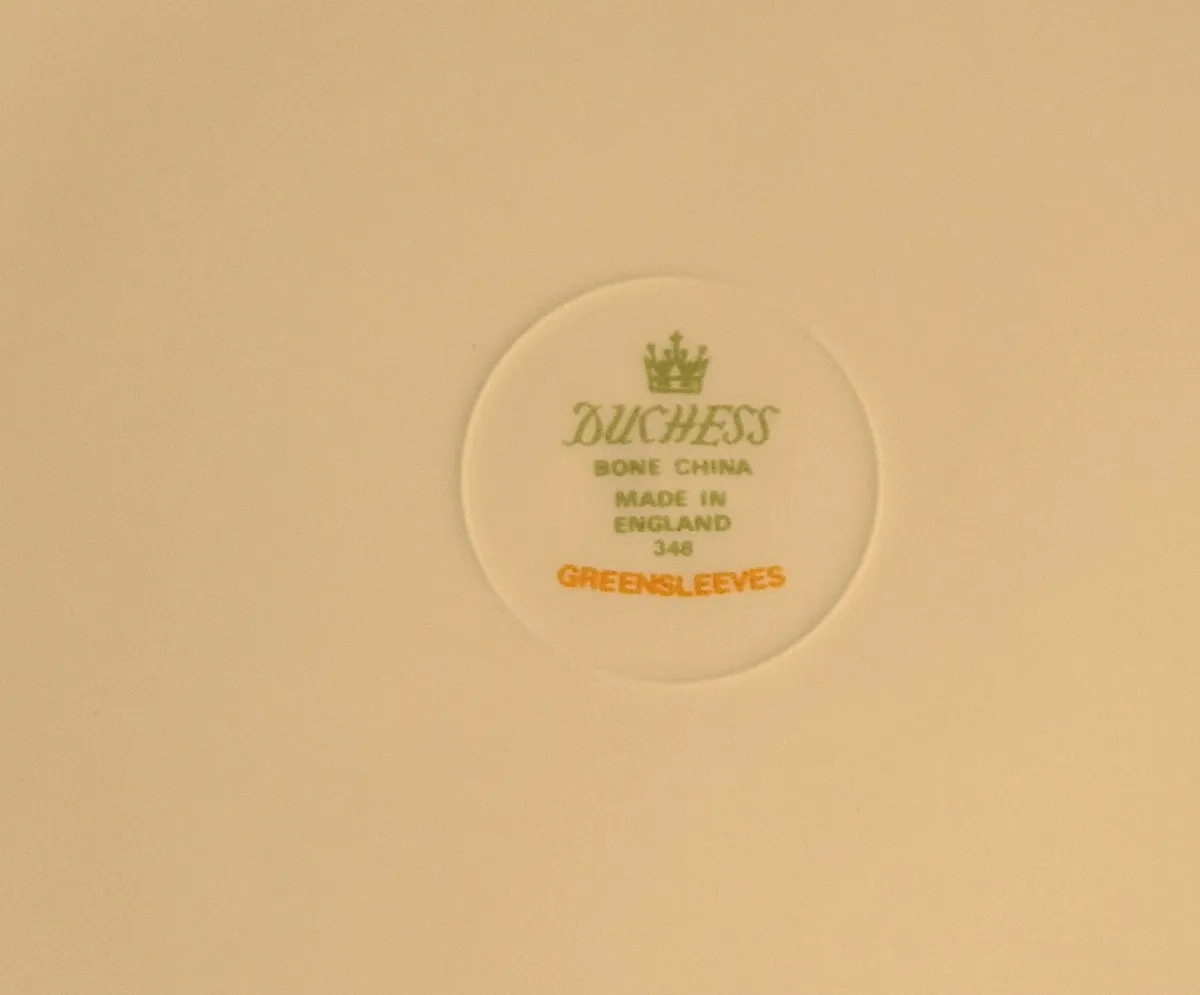 DUCHESS
BONE CHINA
MADE IN
ENGLAND
348
GREENSLEEVES